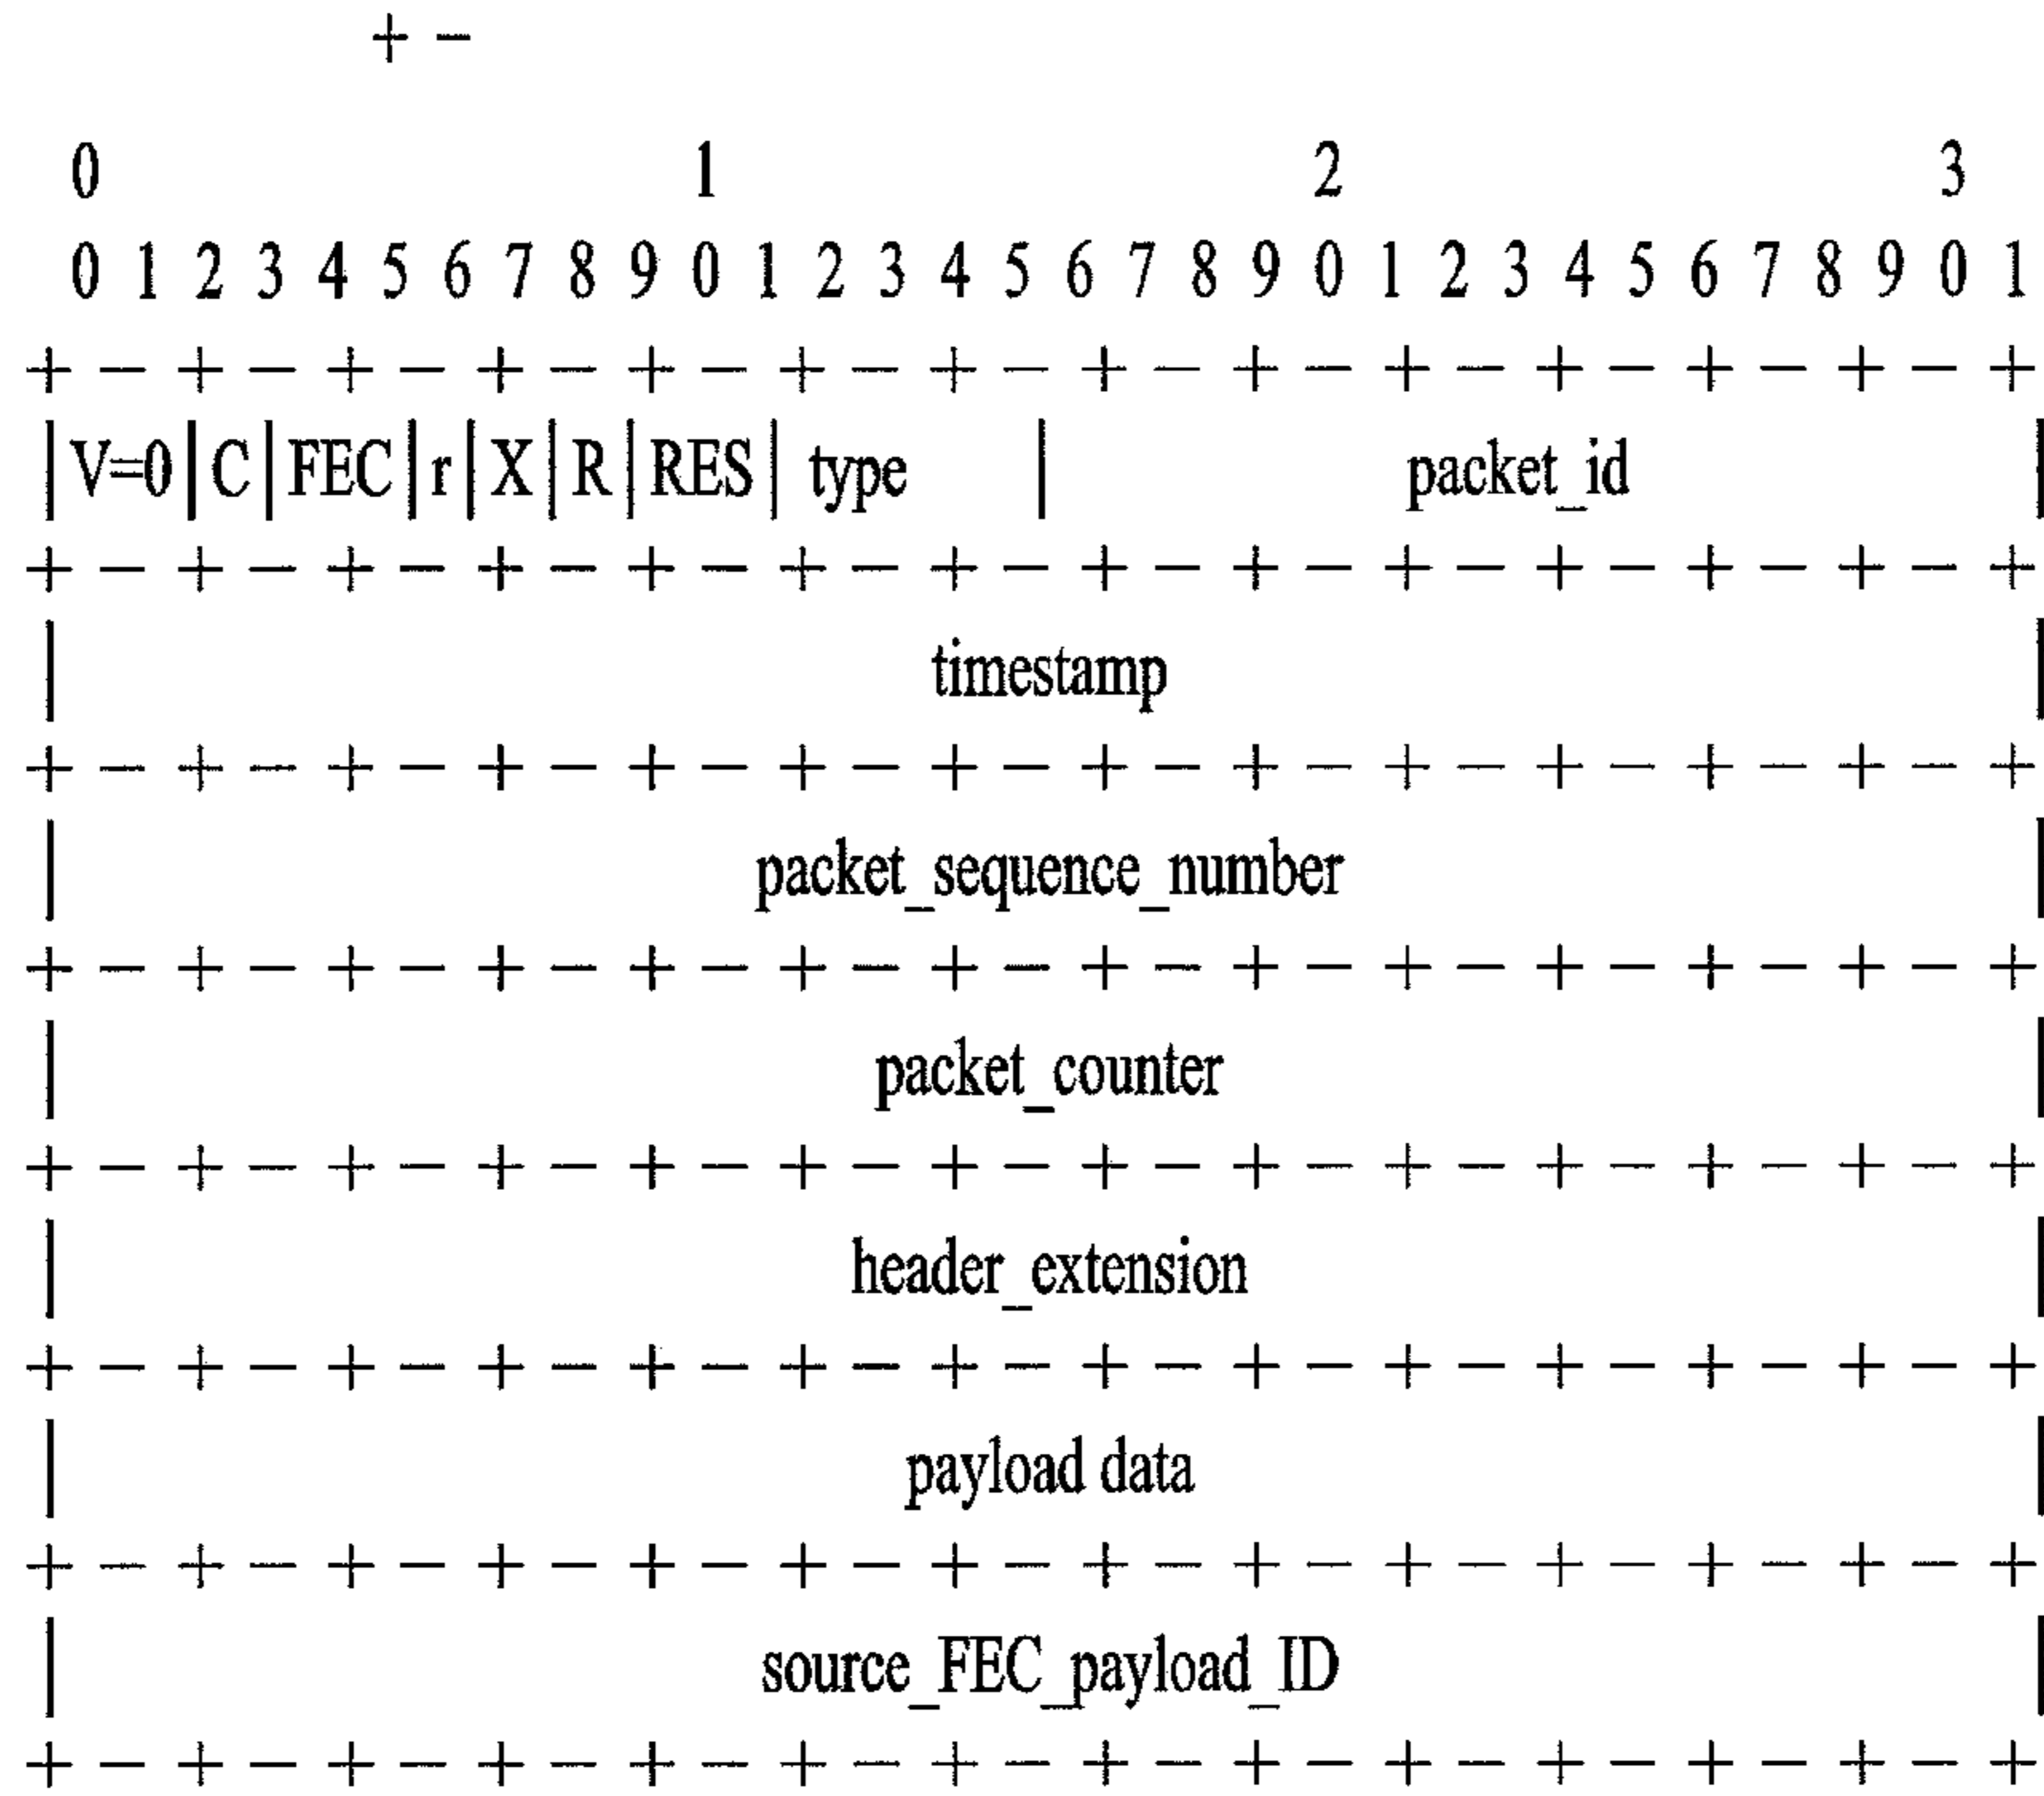 + -
0 1 2 3
0 1 2 3 4 5 6 7 8 9 0 1 2 3 4 5 6 7 8 9 0 1 2 3 4 5 6 7 8 9 0 1
+ - + - + - + - + - + - + - + - + - + - + - + - + - +
|V=0|C|FEC|r|X|R|RES| type | packet_id |
+ - + - + - + - + - + - + - + - + - + - + - + - + - +
| timestamp |
+ - + - + - + - + - + - + - + - + - + - + - + - + - +
| packet_sequence_number |
+ - + - + - + - + - + - + - + - + - + - + - + - + - +
| packet_counter |
+ - + - + - + - + - + - + - + - + - + - + - + - + - +
| header_extension |
+ - + - + - + - + - + - + - + - + - + - + - + - + - +
| payload data |
+ - + - + - + - + - + - + - + - + - + - + - + - + - +
| source_FEC_payload_ID |
+ - + - + - + - + - + - + - + - + - + - + - + - + - +